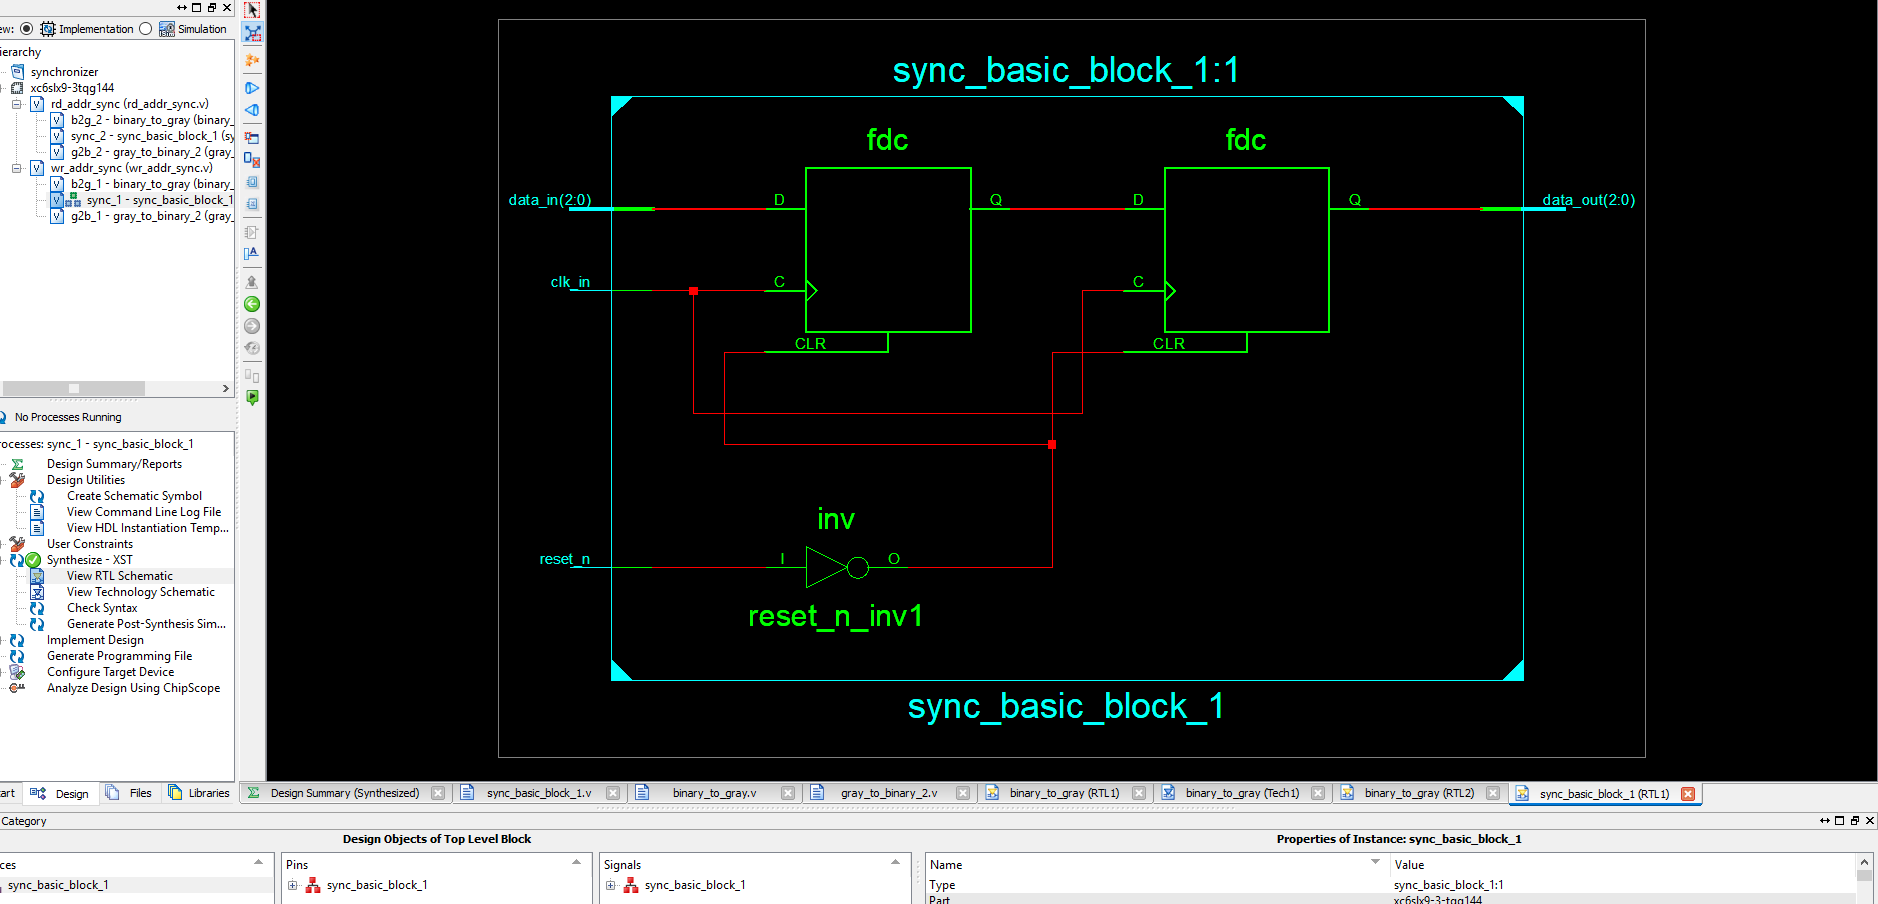 ew: Implementation Simulation
ierarchy
synchronizer
xc6slx9-3tqg144
rd_addr_sync (rd_addr_sync.v)
b2g_2 - binary_to_gray (binary_
sync_2 - sync_basic_block_1 (sy
g2b_2 - gray_to_binary_2 (gray_
wr_addr_sync (wr_addr_sync.v)
b2g_1 - binary_to_gray (binary_
sync_1 - sync_basic_block_1
g2b_1 - gray_to_binary_2 (gray_
No Processes Running
rocesses: sync_1 - sync_basic_block_1
Design Summary/Reports
Design Utilities
Create Schematic Symbol
View Command Line Log File
View HDL Instantiation Temp...
User Constraints
Synthesize - XST
View RTL Schematic
View Technology Schematic
Check Syntax
Generate Post-Synthesis Sim...
Implement Design
Generate Programming File
Configure Target Device
Analyze Design Using ChipScope
sync_basic_block_1:1
fdc fdc
data_in(2:0) D Q D Q data_out(2:0)
clk_in C C
CLR CLR
inv
reset_n I O
reset_n_inv1
sync_basic_block_1
art Design Files Libraries
Design Summary (Synthesized) sync_basic_block_1.v binary_to_gray.v gray_to_binary_2.v binary_to_gray (RTL1) binary_to_gray (Tech1) binary_to_gray (RTL2) sync_basic_block_1 (RTL1)
Category
Design Objects of Top Level Block Properties of Instance: sync_basic_block_1
ces Pins Signals Name Value
sync_basic_block_1 sync_basic_block_1 sync_basic_block_1 Type sync_basic_block_1:1
Part xc6slx9-3-tqg144